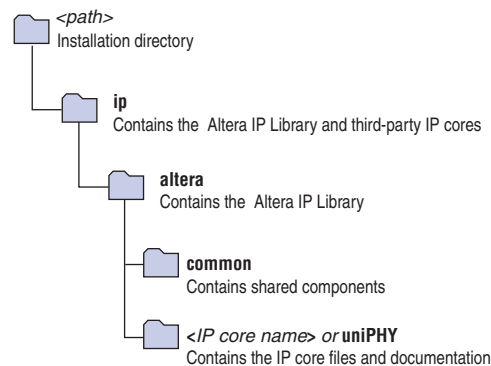 <path>
Installation directory
ip
Contains the Altera IP Library and third-party IP cores
altera
Contains the Altera IP Library
common
Contains shared components
<IP core name> or uniPHY
Contains the IP core files and documentation